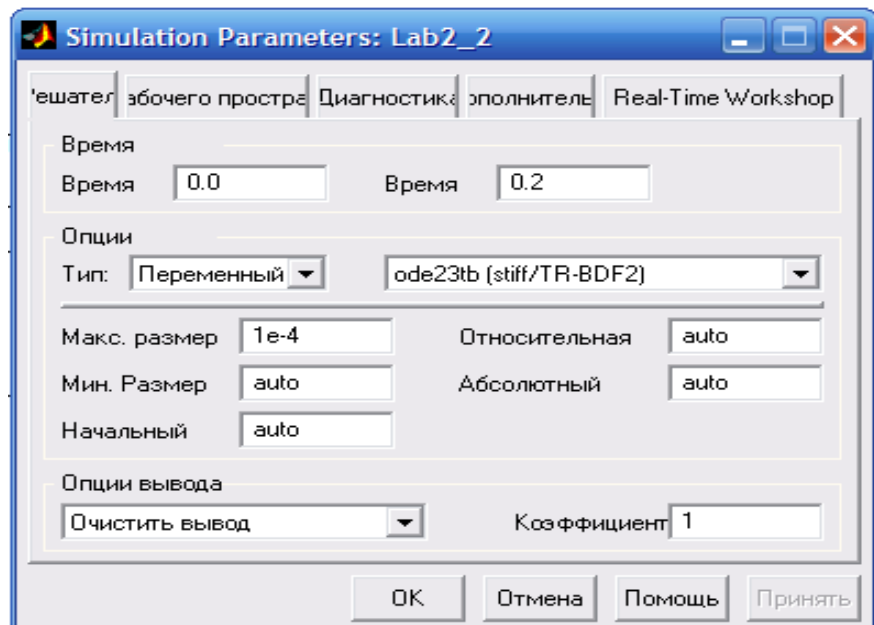 Simulation Parameters: Lab2_2
ешател абочего простра Диагностика ополнитель Real-Time Workshop
Время
Время 0.0 Время 0.2
Опции
Тип: Переменный ode23tb (stiff/TR-BDF2)
Макс. размер 1e-4 Относительная auto
Мин. Размер auto Абсолютный auto
Начальный auto
Опции вывода
Очистить вывод Коэффициент 1
OK Отмена Помощь Принять